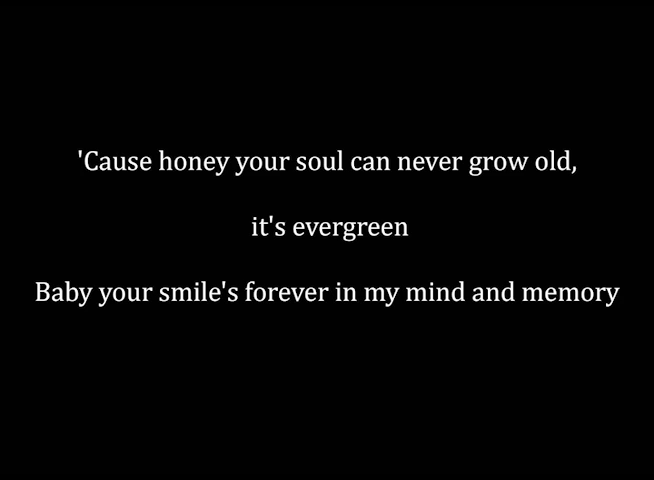 'Cause honey your soul can never grow old,
it's evergreen
Baby your smile's forever in my mind and memory